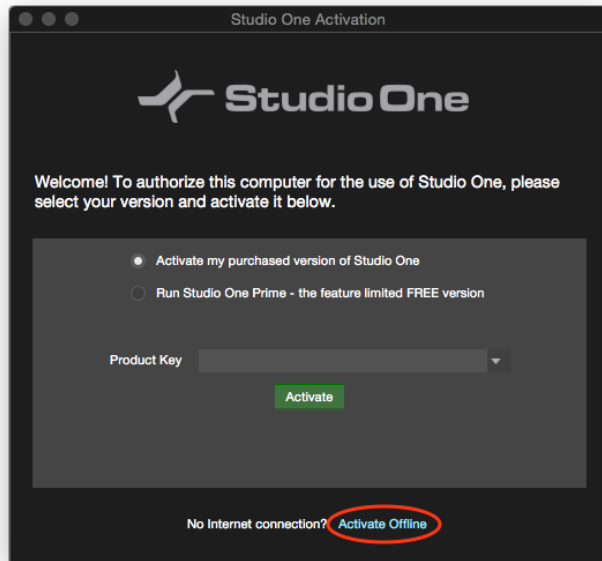 Studio One Activation
Studio One
Welcome! To authorize this computer for the use of Studio One, please
select your version and activate it below.
Activate my purchased version of Studio One
Run Studio One Prime - the feature limited FREE version
Product Key
Activate
No Internet connection? Activate Offline